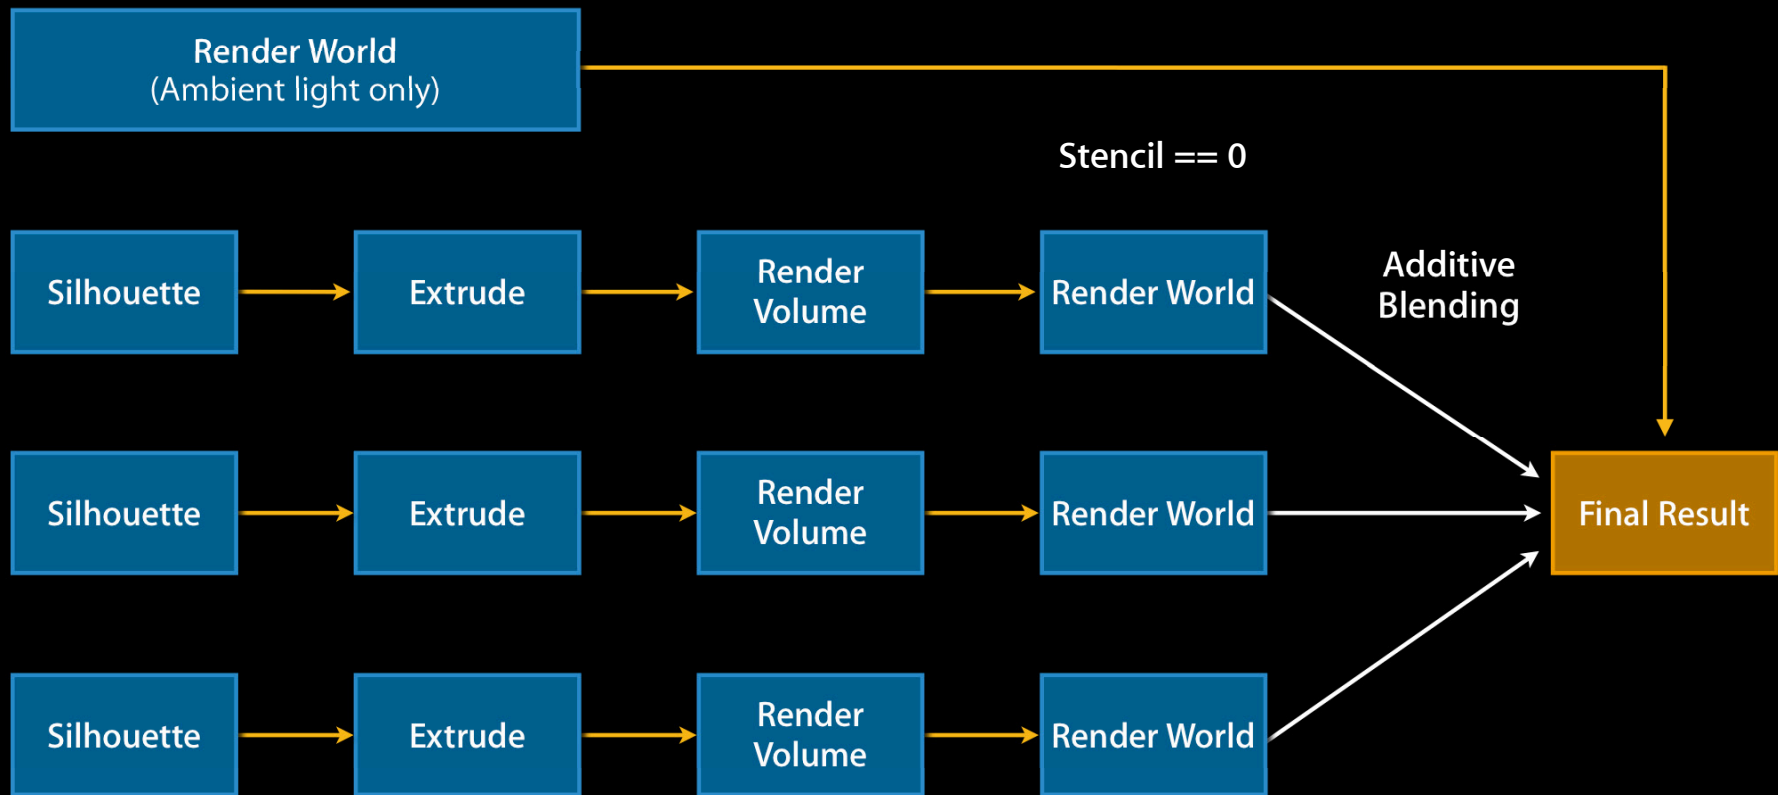 Render World
(Ambient light only)
Stencil == 0
Silhouette
Extrude
Render
Volume
Render World
Additive
Blending
Silhouette
Extrude
Render
Volume
Render World
Final Result
Silhouette
Extrude
Render
Volume
Render World